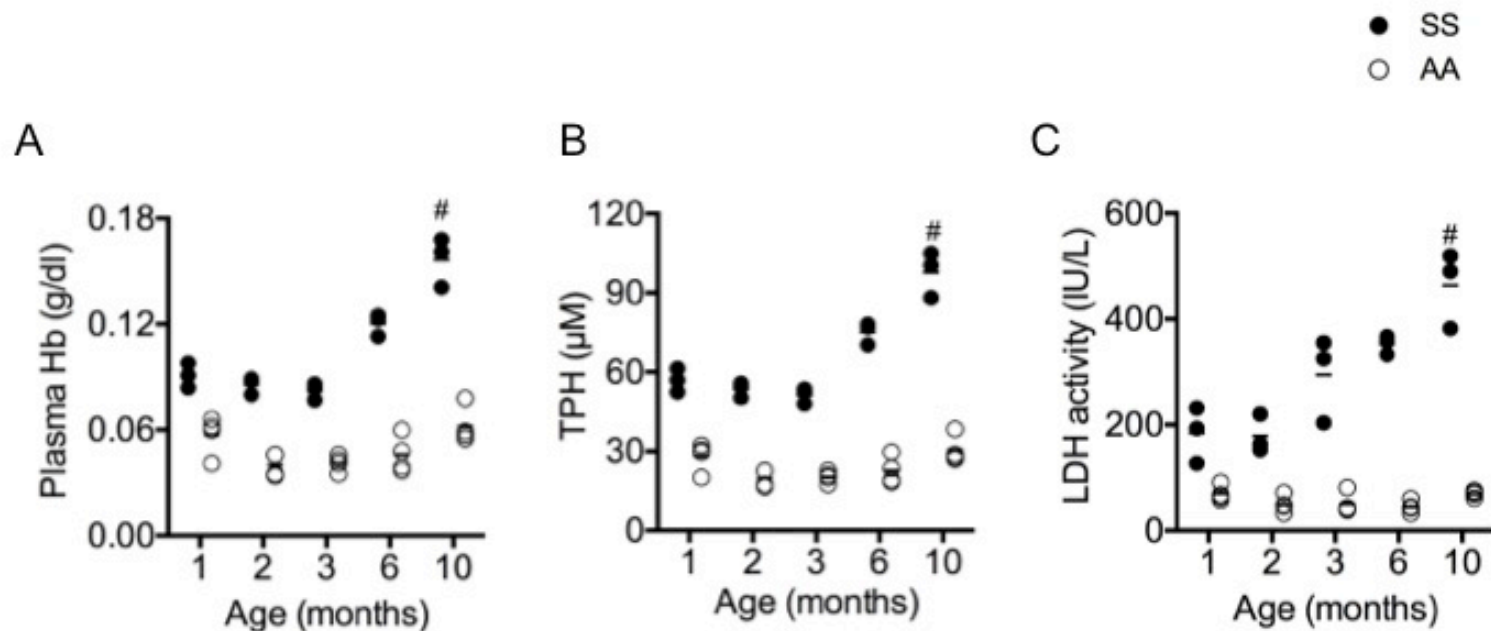 SS
AA
A
B
C
Plasma Hb (g/dl)
0.18
0.12
0.06
0.00
#
1 2 3 6 10
Age (months)
TPH (µM)
120
90
60
30
0
#
1 2 3 6 10
Age (months)
LDH activity (IU/L)
600
400
200
0
#
1 2 3 6 10
Age (months)